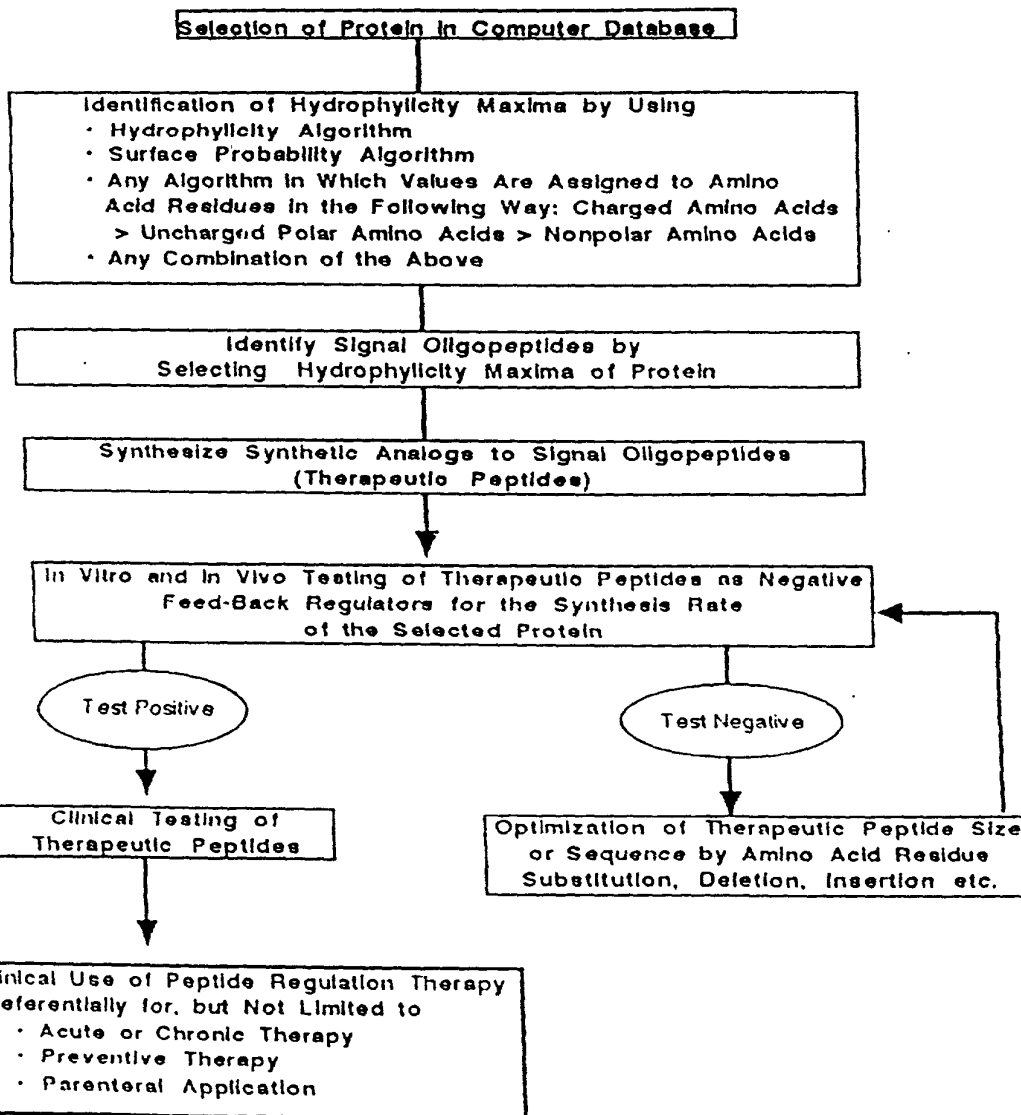 Selection of Protein in Computer Database
Identification of Hydrophylicity Maxima by Using
· Hydrophylicity Algorithm
· Surface Probability Algorithm
· Any Algorithm in Which Values Are Assigned to Amino
Acid Residues in the Following Way: Charged Amino Acids
> Uncharged Polar Amino Acids > Nonpolar Amino Acids
· Any Combination of the Above
Identify Signal Oligopeptides by
Selecting Hydrophylicity Maxima of Protein
Synthesize Synthetic Analogs to Signal Oligopeptides
(Therapeutic Peptides)
In Vitro and In Vivo Testing of Therapeutic Peptides as Negative
Feed-Back Regulators for the Synthesis Rate
of the Selected Protein
Test Positive
Test Negative
Clinical Testing of
Therapeutic Peptides
Optimization of Therapeutic Peptide Size
or Sequence by Amino Acid Residue
Substitution, Deletion, Insertion etc.
inical Use of Peptide Regulation Therapy
eferentially for, but Not Limited to
· Acute or Chronic Therapy
· Preventive Therapy
· Parenteral Application